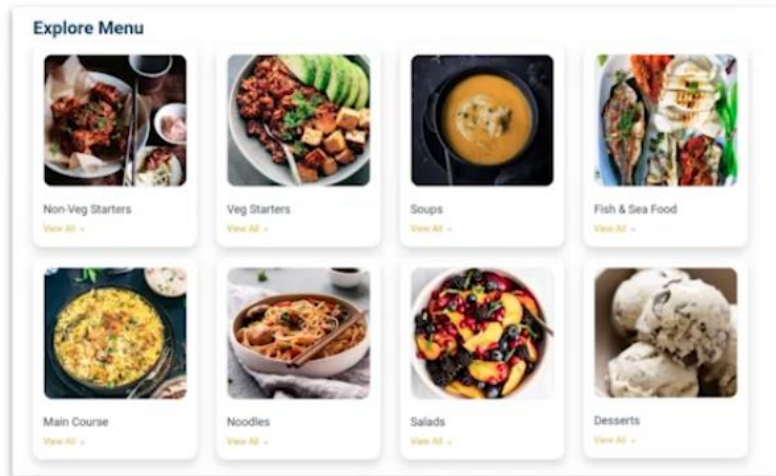 Explore Menu
Non-Veg Starters
View All →
Veg Starters
View All →
Soups
View All →
Fish & Sea Food
View All →
Main Course
View All →
Noodles
View All →
Salads
View All →
Desserts
View All →